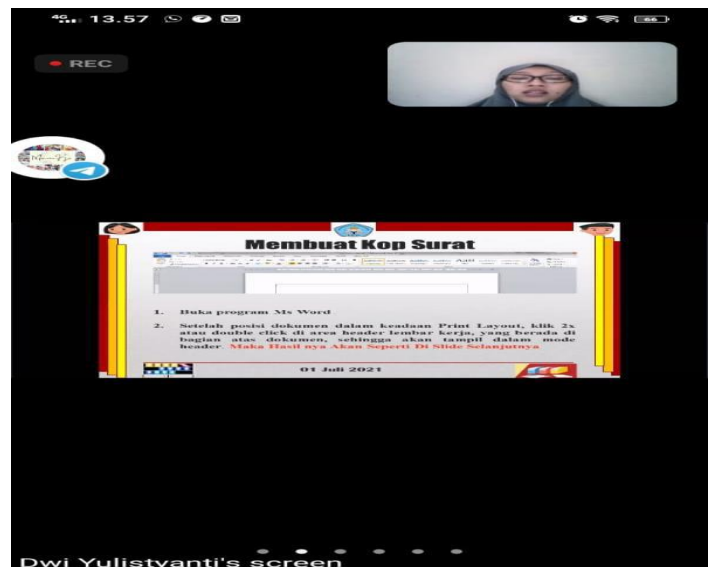 4G 13.57 66
REC
Membuat Kop Surat
1. Buka program Ms Word
2. Setelah posisi dokumen dalam keadaan Print Layout, klik 2x
atau double click di area header lembar kerja, yang berada di
bagian atas dokumen, sehingga akan tampil dalam mode
header. Maka Hasil nya Akan Seperti Di Slide Selanjutnya
01 Juli 2021
Dwi Yulistyanti's screen